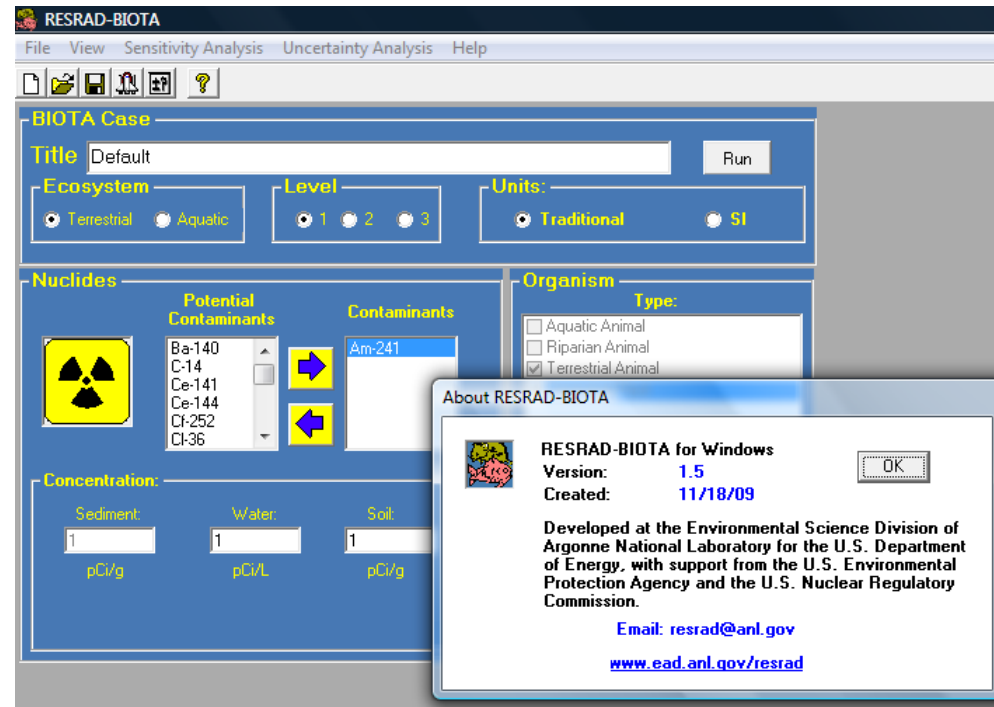 RESRAD-BIOTA
File View Sensitivity Analysis Uncertainty Analysis Help
BIOTA Case
Title Default Run
Ecosystem Level Units:
Terrestrial Aquatic 1 2 3 Traditional SI
Nuclides
Potential Contaminants
Contaminants
Ba-140
C-14
Ce-141
Ce-144
Cf-252
Cl-36
Am-241
Organism
Type:
Aquatic Animal
Riparian Animal
Terrestrial Animal
Concentration:
Sediment: Water: Soil:
1 1 1
pCi/g pCi/L pCi/g
About RESRAD-BIOTA
RESRAD-BIOTA for Windows
Version: 1.5
Created: 11/18/09
OK
Developed at the Environmental Science Division of
Argonne National Laboratory for the U.S. Department
of Energy, with support from the U.S. Environmental
Protection Agency and the U.S. Nuclear Regulatory
Commission.
Email: resrad@anl.gov
www.ead.anl.gov/resrad